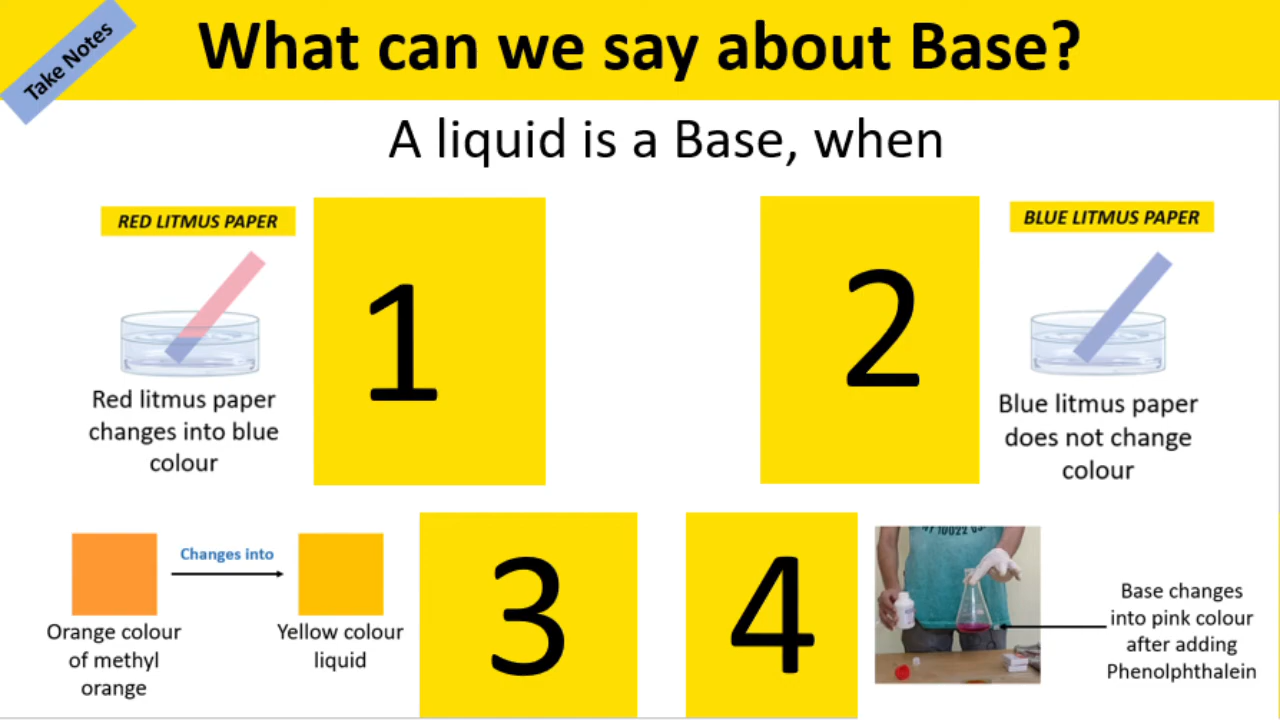 Take Notes
What can we say about Base?
A liquid is a Base, when
RED LITMUS PAPER
1
Red litmus paper
changes into blue
colour
2
BLUE LITMUS PAPER
Blue litmus paper
does not change
colour
Changes into
Orange colour
of methyl
orange
Yellow colour
liquid
3
4
Base changes
into pink colour
after adding
Phenolphthalein